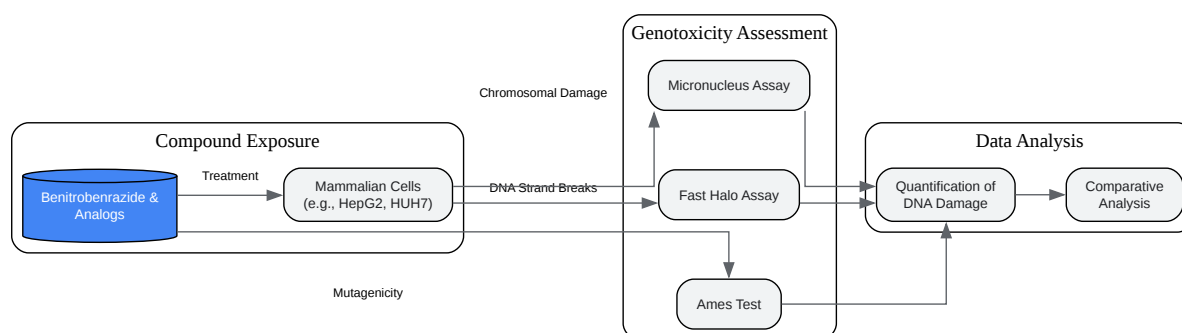 Genotoxicity Assessment
Micronucleus Assay
Chromosomal Damage
Compound Exposure
Data Analysis
Treatment
Benitrobenrazide &
Analogs
Mammalian Cells
(e.g., HepG2, HUH7)
DNA Strand Breaks
Fast Halo Assay
Quantification of
DNA Damage
Comparative
Analysis
Mutagenicity
Ames Test